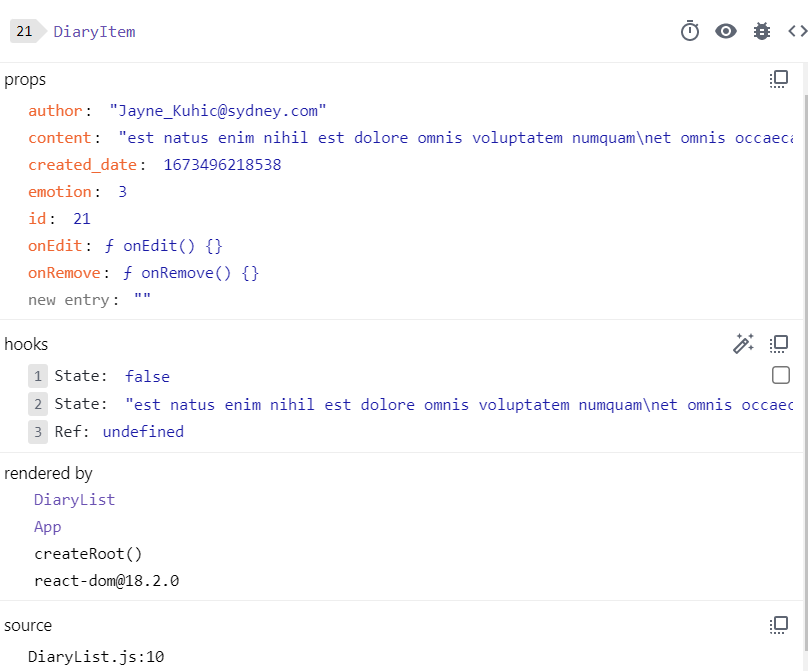 21 DiaryItem
props
author: "Jayne_Kuhic@sydney.com"
content: "est natus enim nihil est dolore omnis voluptatem numquam\net omnis occaeca
created_date: 1673496218538
emotion: 3
id: 21
onEdit: ƒ onEdit() {}
onRemove: ƒ onRemove() {}
new entry: ""
hooks
1 State: false
2 State: "est natus enim nihil est dolore omnis voluptatem numquam\net omnis occaec
3 Ref: undefined
rendered by
DiaryList
App
createRoot()
react-dom@18.2.0
source
DiaryList.js:10